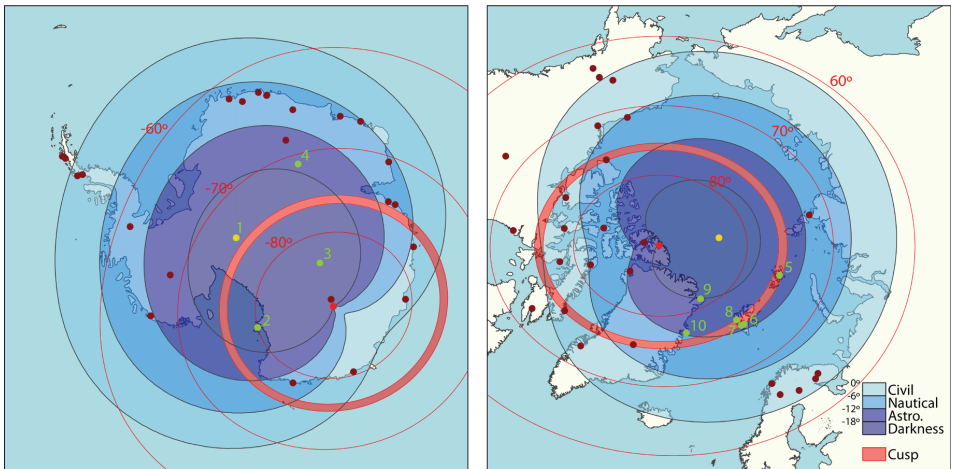 -60º
-70º
-80º
4
1
3
2
60º
70º
80º
5
9
8
6
7
10
0º
-6º
-12º
-18º
Civil
Nautical
Astro.
Darkness
Cusp